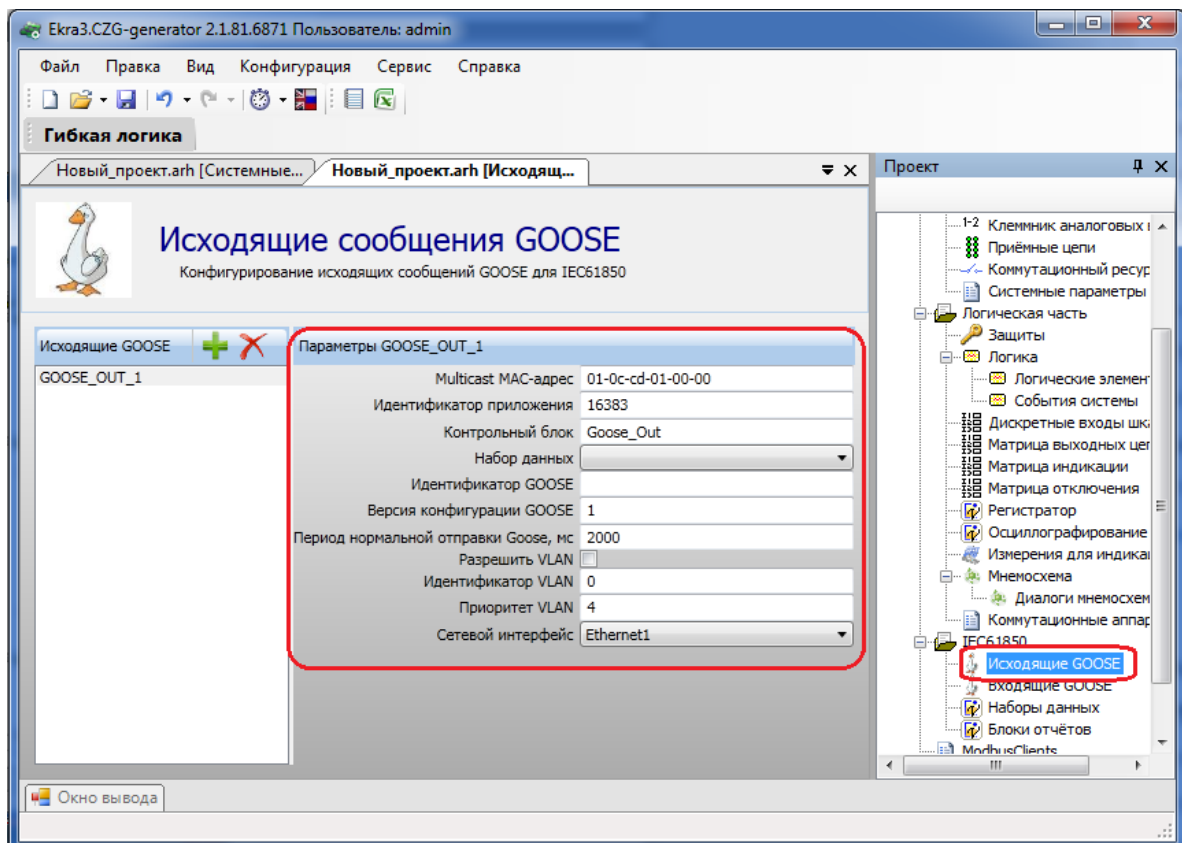 Ekra3.CZG-generator 2.1.81.6871 Пользователь: admin
Файл Правка Вид Конфигурация Сервис Справка
Гибкая логика
Новый_проект.arh [Системные...
Новый_проект.arh [Исходящ...
Исходящие сообщения GOOSE
Конфигурирование исходящих сообщений GOOSE для IEC61850
Исходящие GOOSE
GOOSE_OUT_1
Параметры GOOSE_OUT_1
Multicast MAC-адрес 01-0c-cd-01-00-00
Идентификатор приложения 16383
Контрольный блок Goose_Out
Набор данных
Идентификатор GOOSE
Версия конфигурации GOOSE 1
Период нормальной отправки Goose, мс 2000
Разрешить VLAN
Идентификатор VLAN 0
Приоритет VLAN 4
Сетевой интерфейс Ethernet1
Проект
1-2 Клеммник аналоговых
Приёмные цепи
Коммутационный ресур
Системные параметры
Логическая часть
Защиты
Логика
Логические элемен
События системы
Дискретные входы шка
Матрица выходных цеп
Матрица индикации
Матрица отключения
Регистратор
Осциллографирование
Измерения для индика
Мнемосхема
Диалоги мнемосхем
Коммутационные аппар
IEC61850
Исходящие GOOSE
Входящие GOOSE
Наборы данных
Блоки отчётов
ModbusClients
Окно вывода